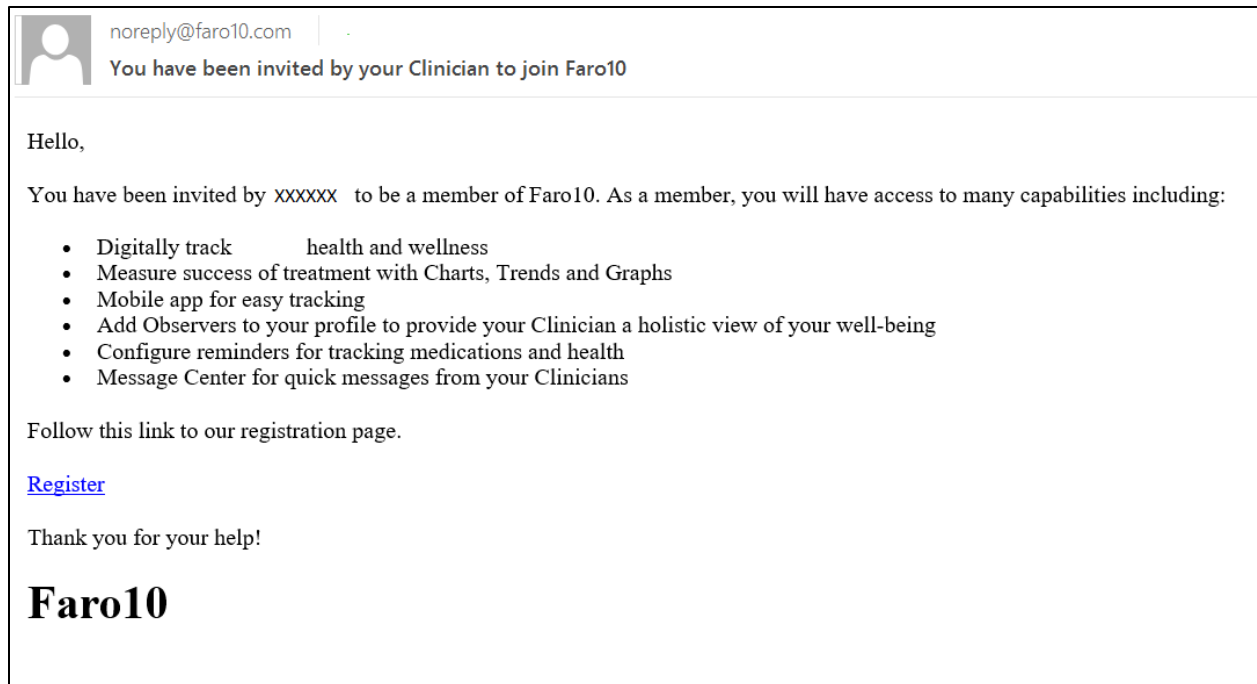 noreply@faro10.com
You have been invited by your Clinician to join Faro10
Hello,
You have been invited by XXXXXX to be a member of Faro10. As a member, you will have access to many capabilities including:
• Digitally track health and wellness
• Measure success of treatment with Charts, Trends and Graphs
• Mobile app for easy tracking
• Add Observers to your profile to provide your Clinician a holistic view of your well-being
• Configure reminders for tracking medications and health
• Message Center for quick messages from your Clinicians
Follow this link to our registration page.
Register
Thank you for your help!
Faro10